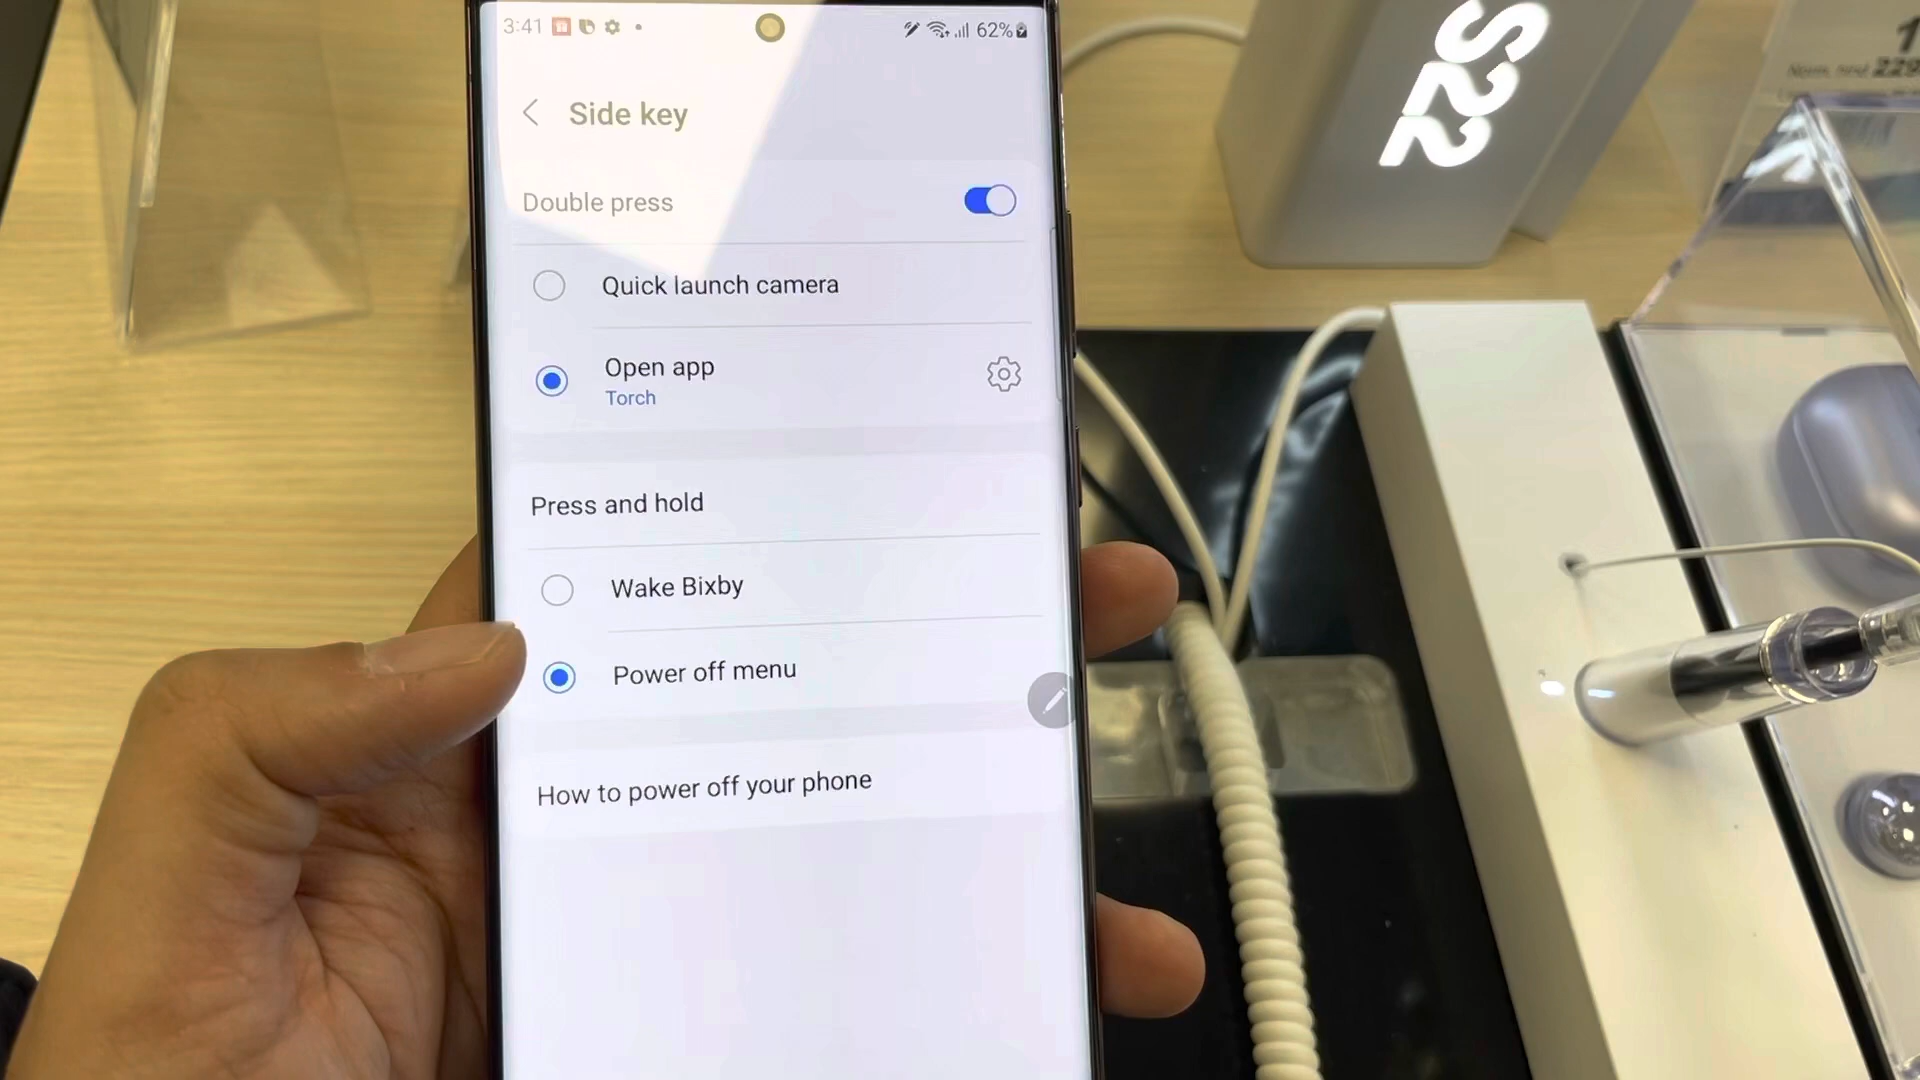 3:41 62%
Side key
Double press
Quick launch camera
Open app
Torch
Press and hold
Wake Bixby
Power off menu
How to power off your phone
S22